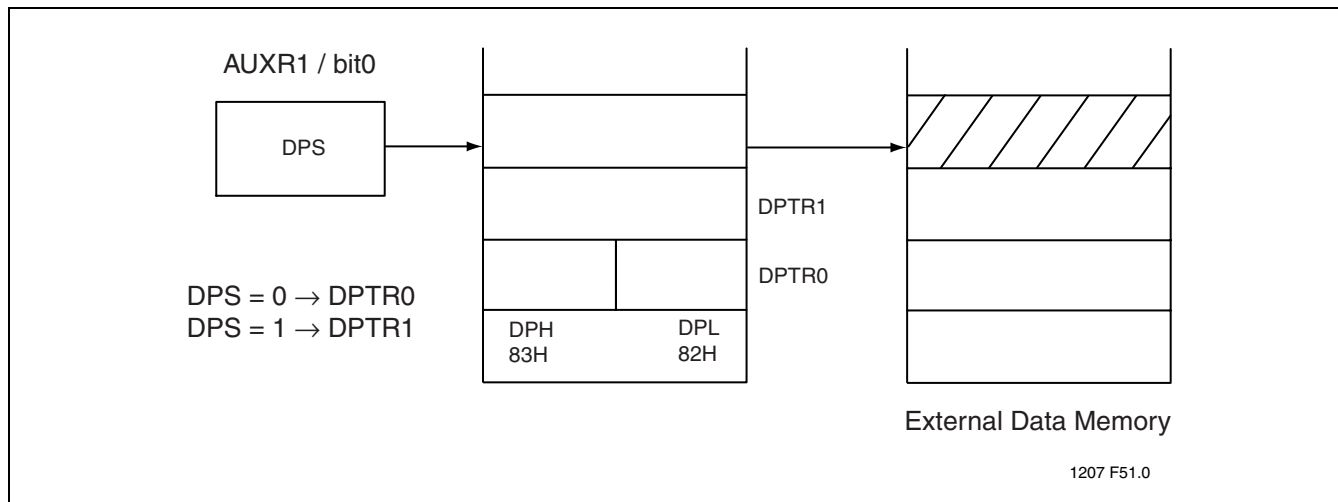 AUXR1 / bit0
DPS
DPTR1
DPTR0
DPS = 0 → DPTR0
DPS = 1 → DPTR1
DPH DPL
83H 82H
External Data Memory
1207 F51.0